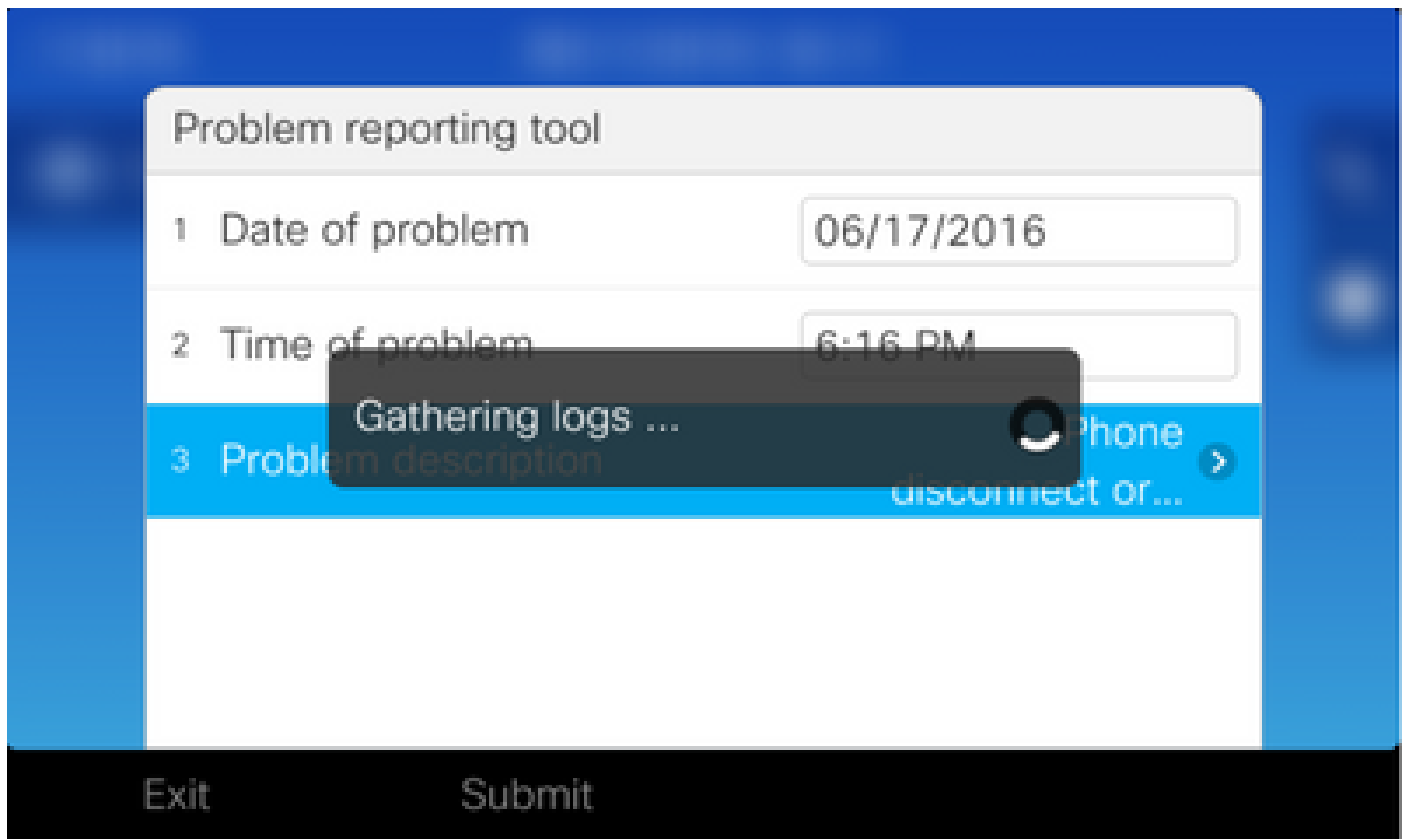 Problem reporting tool
1 Date of problem 06/17/2016
2 Time of problem 6:16 PM
Gathering logs ...
3 Problem description Phone
disconnect or...
Exit Submit